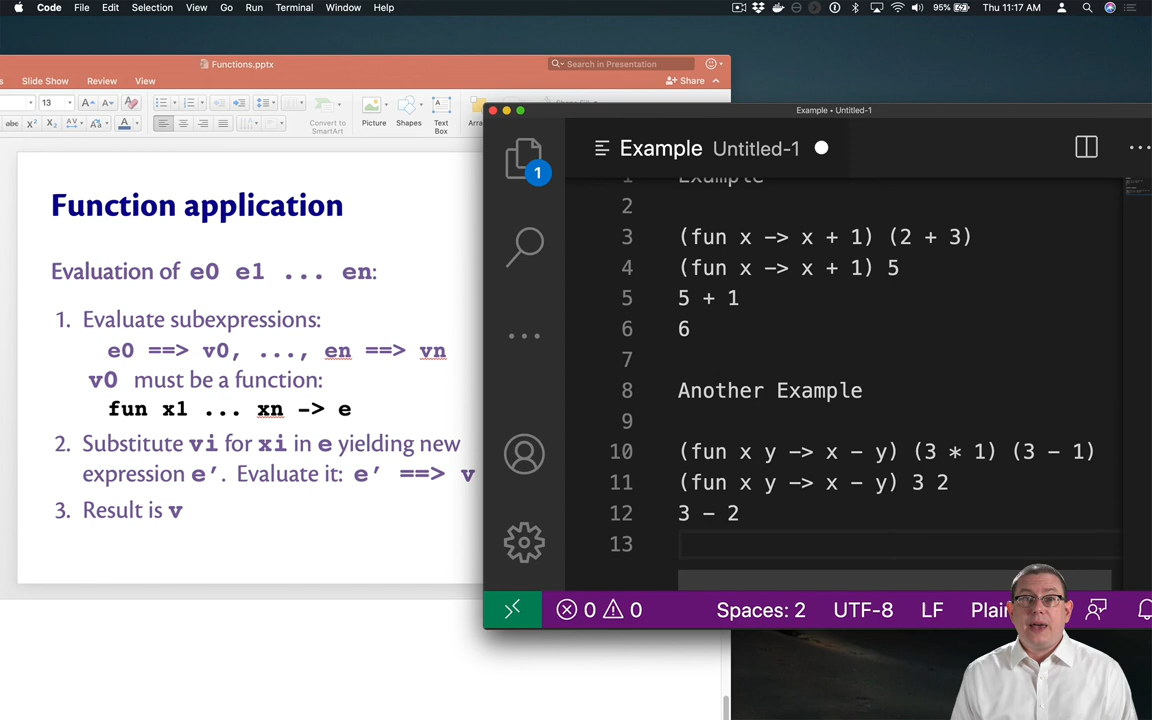 Code File Edit Selection View Go Run Terminal Window Help 95% Thu 11:17 AM
Functions.pptx
Search in Presentation
Slide Show Review View
Share
13
Convert to
SmartArt
Picture
Shapes
Text
Box
abc X² X₂ AV A
Function application
Evaluation of e0 e1 ... en:
1. Evaluate subexpressions:
e0 ==> v0, ..., en ==> vn
v0 must be a function:
fun x1 ... xn -> e
2. Substitute vi for xi in e yielding new
expression e’. Evaluate it: e’ ==> v
3. Result is v
Example • Untitled-1
1
Example Untitled-1
1 Example
2
3 (fun x -> x + 1) (2 + 3)
4 (fun x -> x + 1) 5
5 5 + 1
6 6
7
8 Another Example
9
10 (fun x y -> x - y) (3 * 1) (3 - 1)
11 (fun x y -> x - y) 3 2
12 3 - 2
13
0 0 Spaces: 2 UTF-8 LF